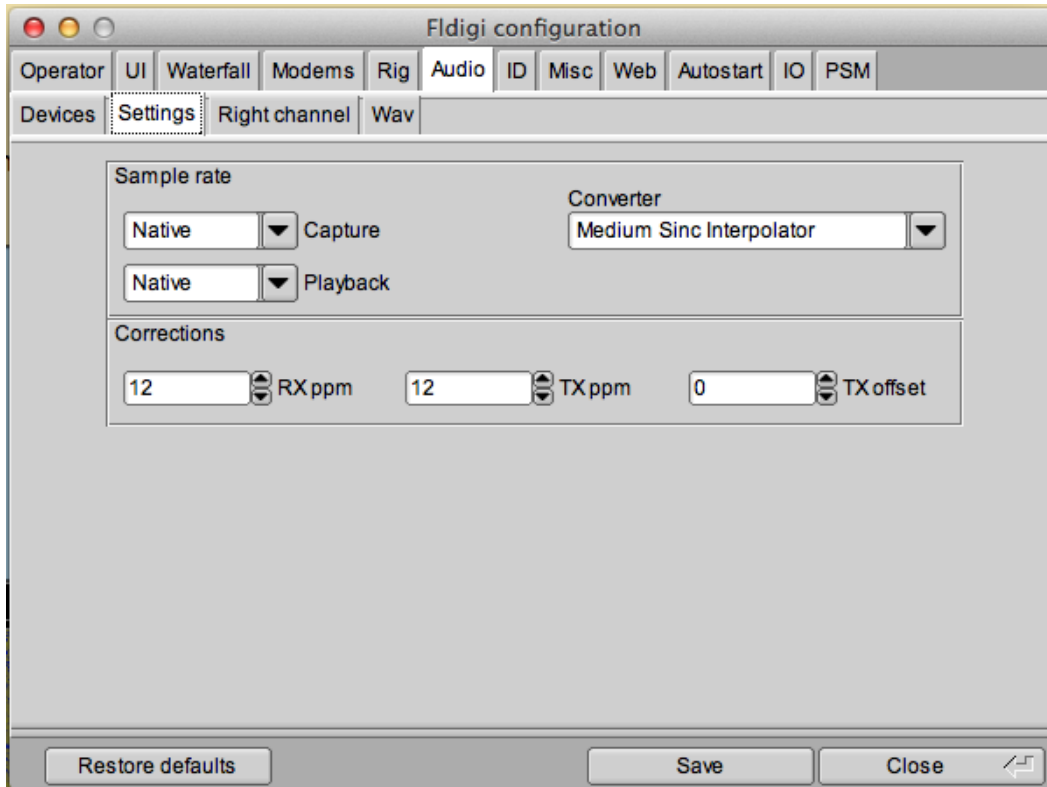 Fldigi configuration
Operator UI Waterfall Modems Rig Audio ID Misc Web Autostart IO PSM
Devices Settings Right channel Wav
Sample rate
Converter
Native Capture Medium Sinc Interpolator
Native Playback
Corrections
12 RX ppm 12 TX ppm 0 TX offset
Restore defaults Save Close